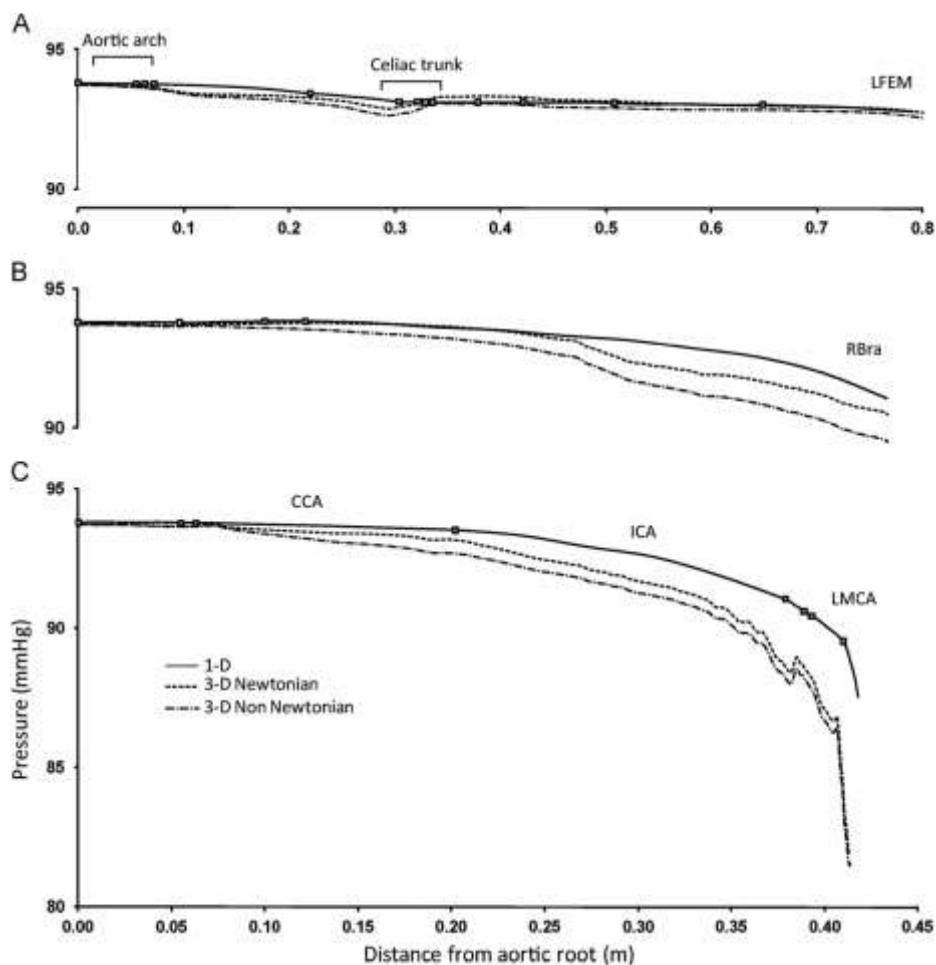 A
95
Aortic arch
Celiac trunk
LFEM
90
0.0 0.1 0.2 0.3 0.4 0.5 0.6 0.7 0.8
B
95
RBra
90
C
95
CCA
ICA
LMCA
90
1-D
3-D Newtonian
3-D Non Newtonian
85
80
Pressure (mmHg)
0.00 0.05 0.10 0.15 0.20 0.25 0.30 0.35 0.40 0.45
Distance from aortic root (m)